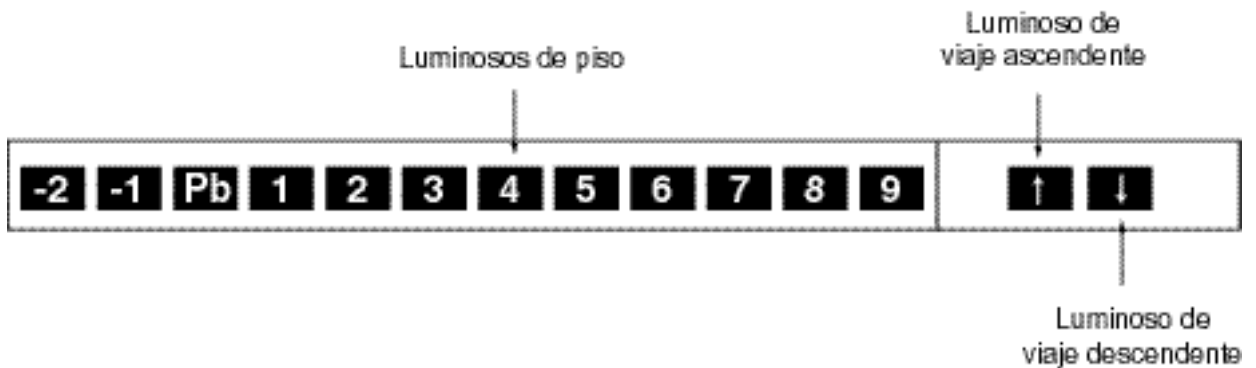 Luminoso de
viaje ascendente
Luminosos de piso
-2 -1 Pb 1 2 3 4 5 6 7 8 9 ↑ ↓
Luminoso de
viaje descendente